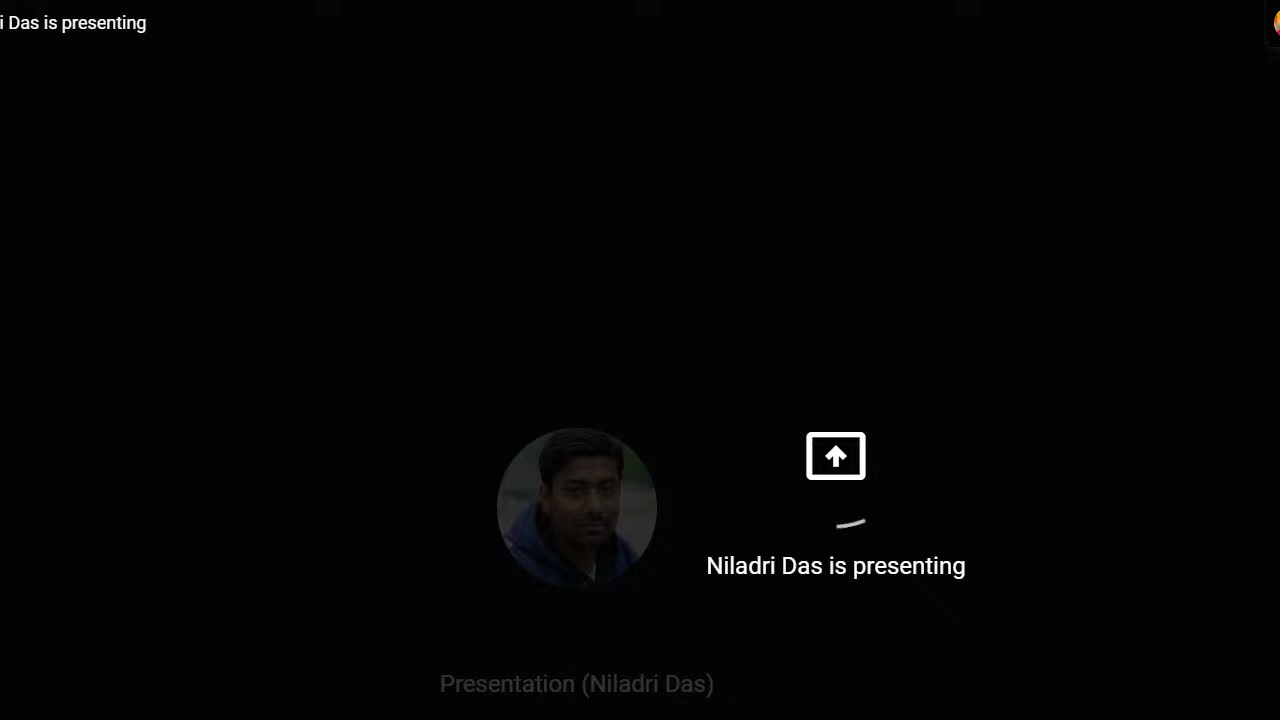 i Das is presenting
Niladri Das is presenting
Presentation (Niladri Das)